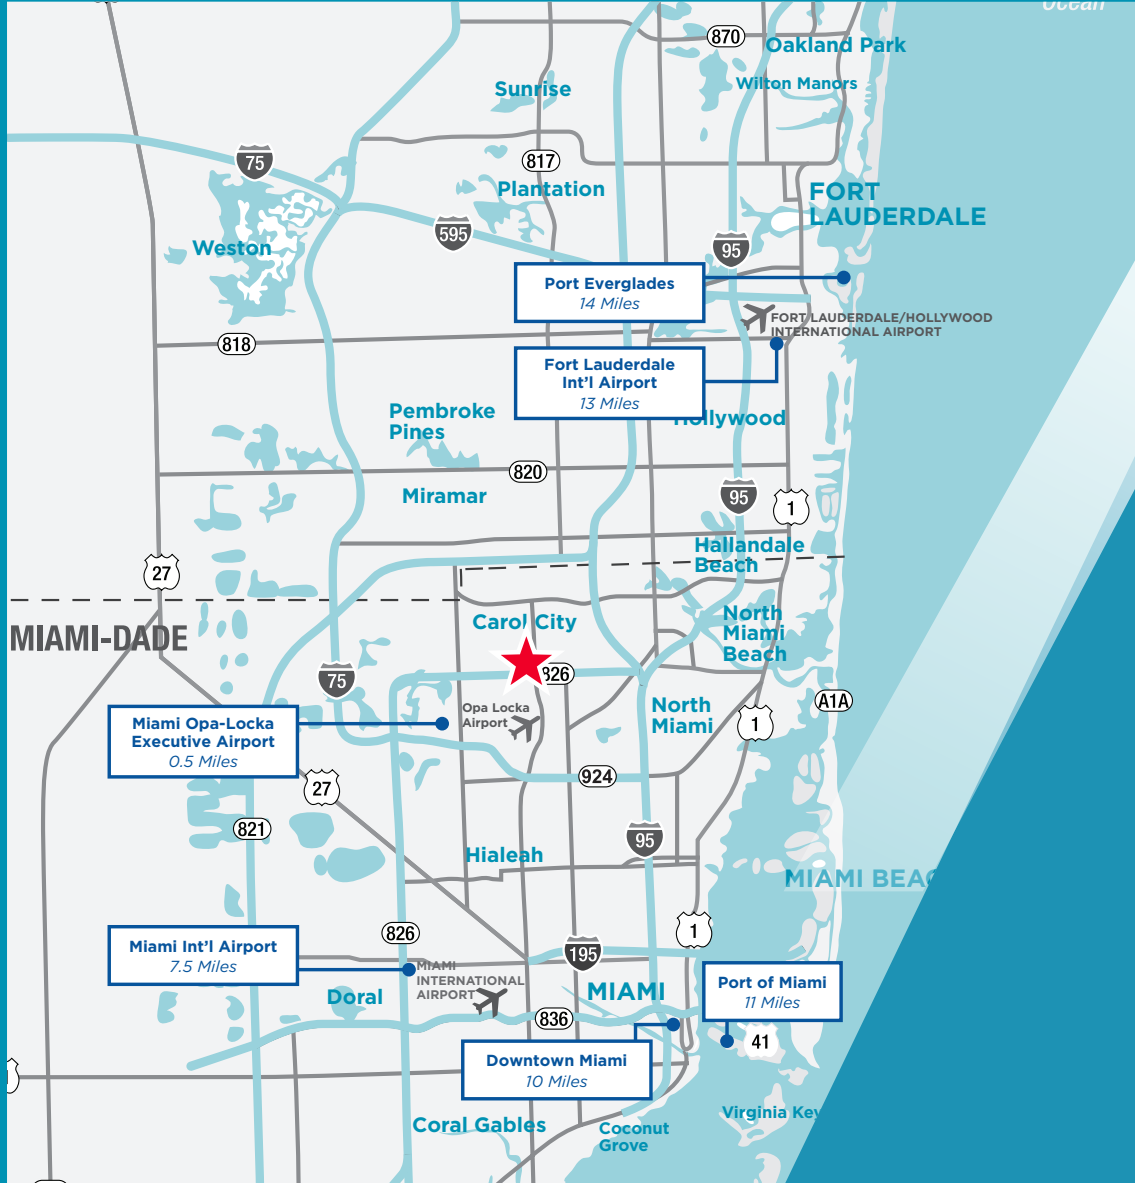 Ocean
870
Oakland Park
Sunrise
Wilton Manors
75
817
Plantation
FORT
LAUDERDALE
595
Weston
95
Port Everglades
14 Miles
FORT LAUDERDALE/HOLLYWOOD
INTERNATIONAL AIRPORT
818
Fort Lauderdale
Int'l Airport
13 Miles
Pembroke
Pines
Hollywood
820
Miramar
95
1
Hallandale
Beach
27
Carol City
North
Miami
Beach
MIAMI-DADE
826
75
A1A
North
Miami
Opa Locka
Airport
1
Miami Opa-Locka
Executive Airport
0.5 Miles
924
27
821
95
Hialeah
MIAMI BEAC
826
1
Miami Int'l Airport
7.5 Miles
195
MIAMI
INTERNATIONAL
AIRPORT
Doral
MIAMI
Port of Miami
11 Miles
836
41
Downtown Miami
10 Miles
Virginia Key
Coral Gables
Coconut
Grove